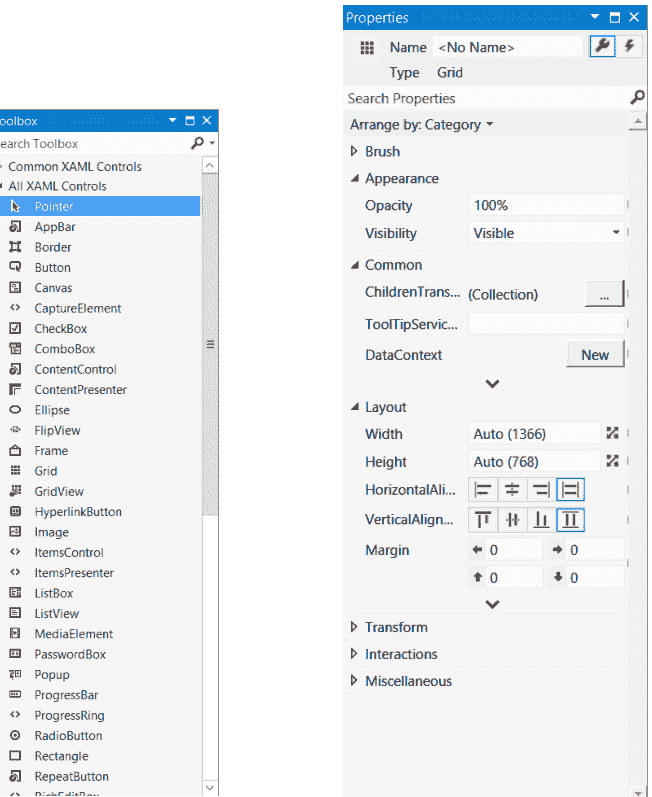 oolbox
earch Toolbox
Common XAML Controls
All XAML Controls
Pointer
AppBar
Border
Button
Canvas
CaptureElement
CheckBox
ComboBox
ContentControl
ContentPresenter
Ellipse
FlipView
Frame
Grid
GridView
HyperlinkButton
Image
ItemsControl
ItemsPresenter
ListBox
ListView
MediaElement
PasswordBox
Popup
ProgressBar
ProgressRing
RadioButton
Rectangle
RepeatButton
RichEditBox
Properties
Name <No Name>
Type Grid
Search Properties
Arrange by: Category
Brush
Appearance
Opacity 100%
Visibility Visible
Common
ChildrenTrans... (Collection) ...
ToolTipServic...
DataContext New
Layout
Width Auto (1366)
Height Auto (768)
HorizontalAli...
VerticalAlign...
Margin 0 0
0 0
Transform
Interactions
Miscellaneous